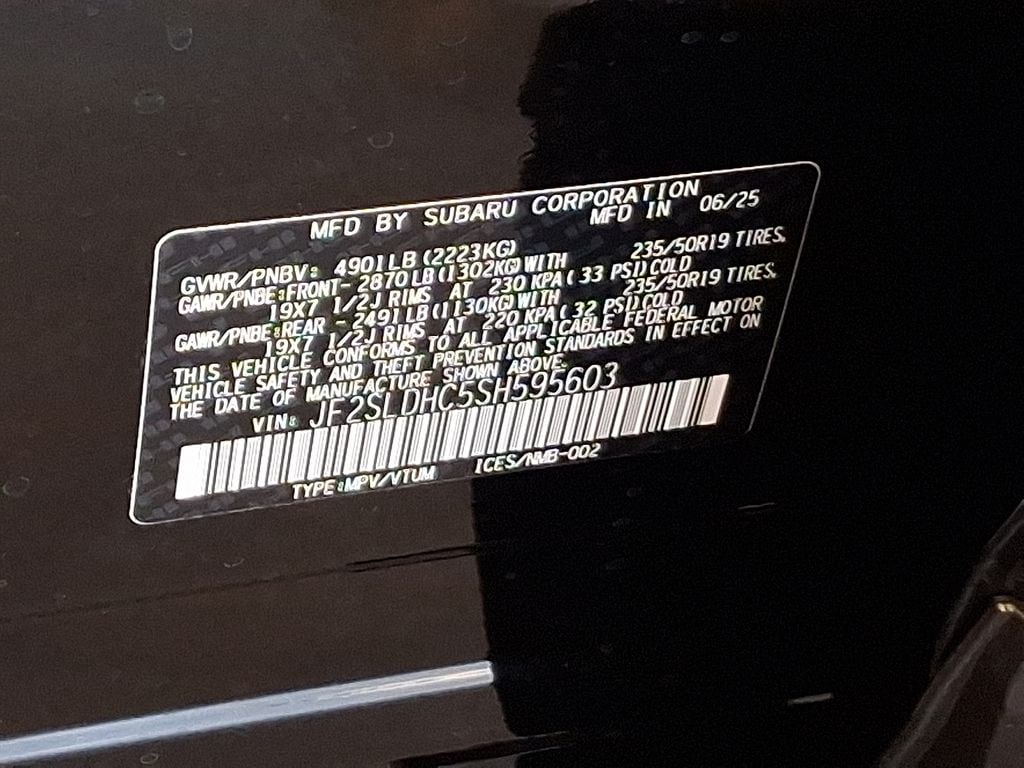 MFD BY SUBARU CORPORATION
MFD IN 06/25
GVWR/PNBV: 4901LB(2223KG)
GAWR/PNBE:FRONT- 2870LB(1302KG)WITH 235/50R19 TIRES,
19X7 1/2J RIMS AT 230 KPA( 33 PSI)COLD
GAWR/PNBE:REAR - 2491LB(1130KG)WITH 235/50R19 TIRES,
19X7 1/2J RIMS AT 220 KPA( 32 PSI)COLD
THIS VEHICLE CONFORMS TO ALL APPLICABLE FEDERAL MOTOR
VEHICLE SAFETY AND THEFT PREVENTION STANDARDS IN EFFECT ON
THE DATE OF MANUFACTURE SHOWN ABOVE.
VIN: JF2SLDHC5SH595603
TYPE:MPV/VTUM ICES/NMB-002